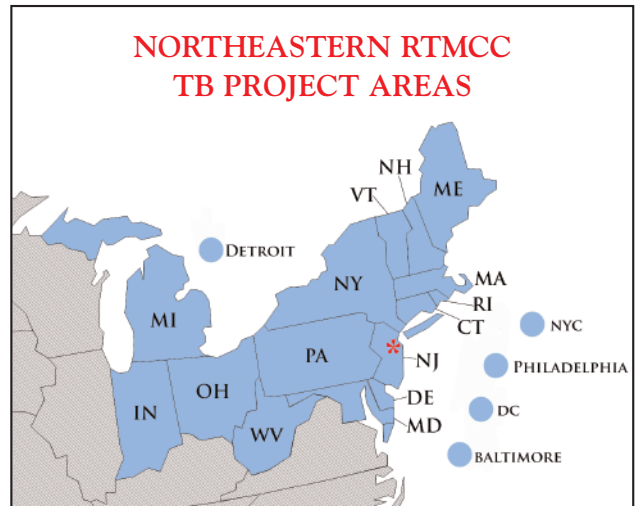 NORTHEASTERN RTMCC
TB PROJECT AREAS
NH
VT
ME
DETROIT
NY
MA
RI
CT
NYC
MI
PA
*
NJ
PHILADELPHIA
OH
IN
DE
DC
WV
MD
BALTIMORE